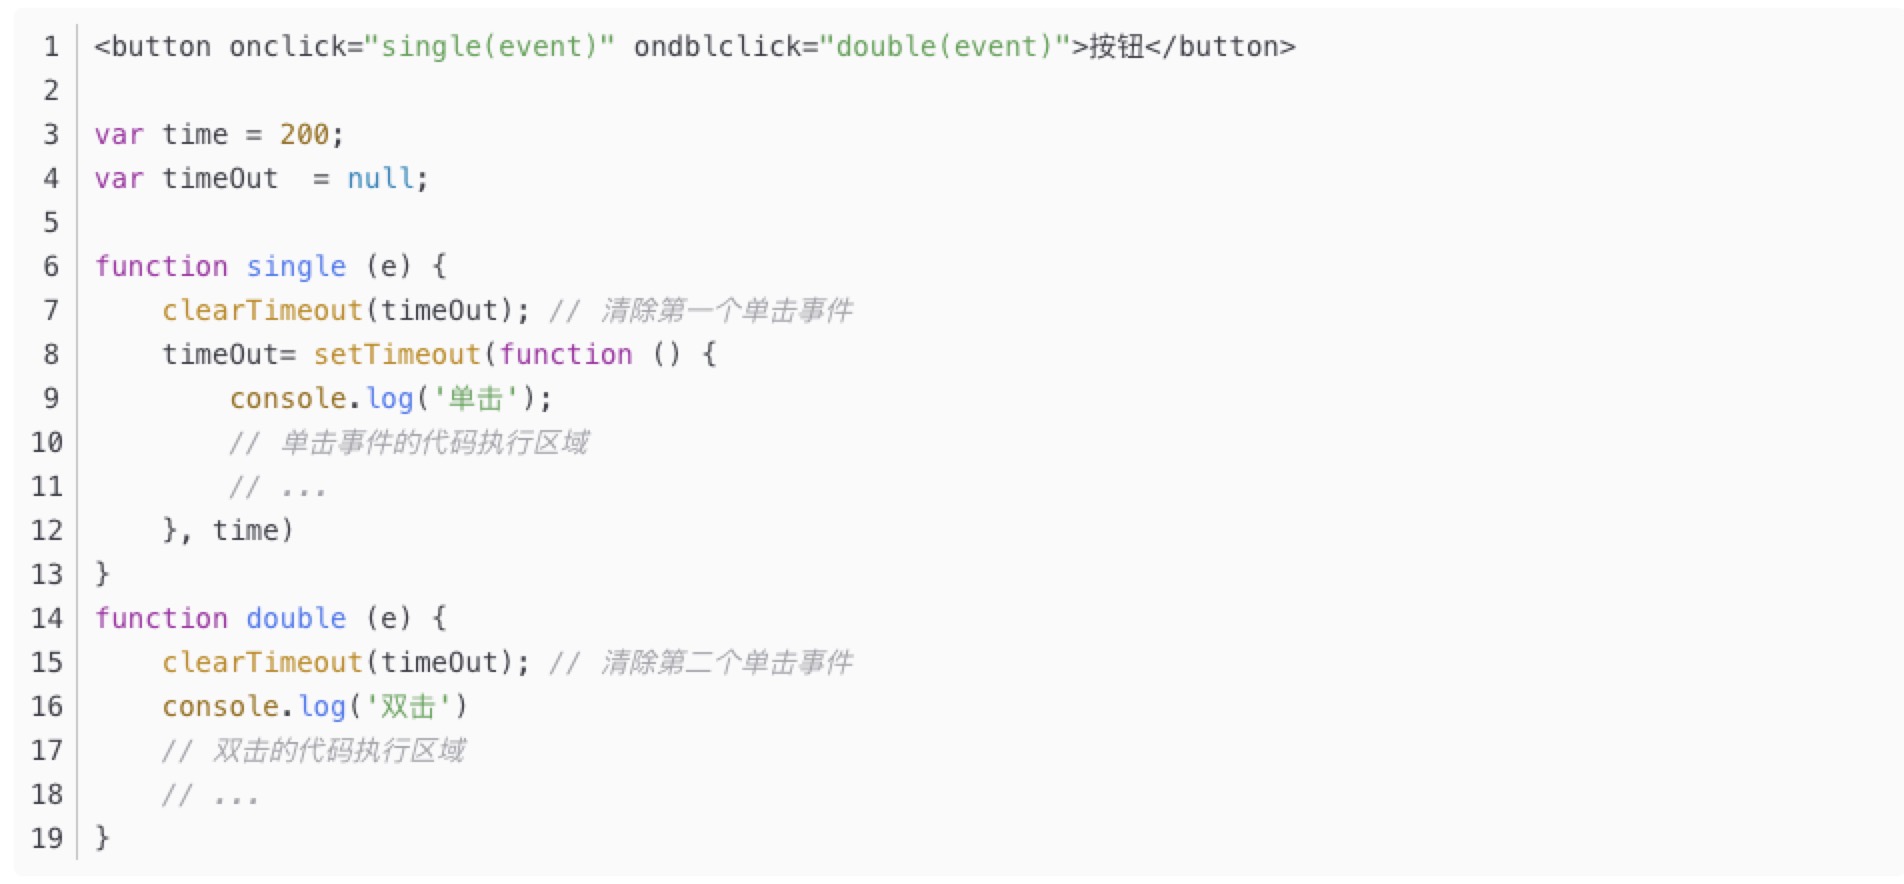 1 <button onclick="single(event)" ondblclick="double(event)">按钮</button>
2
3 var time = 200;
4 var timeOut  = null;
5
6 function single (e) {
7     clearTimeout(timeOut); // 清除第一个单击事件
8     timeOut= setTimeout(function () {
9         console.log('单击');
10         // 单击事件的代码执行区域
11         // ...
12     }, time)
13 }
14 function double (e) {
15     clearTimeout(timeOut); // 清除第二个单击事件
16     console.log('双击')
17     // 双击的代码执行区域
18     // ...
19 }